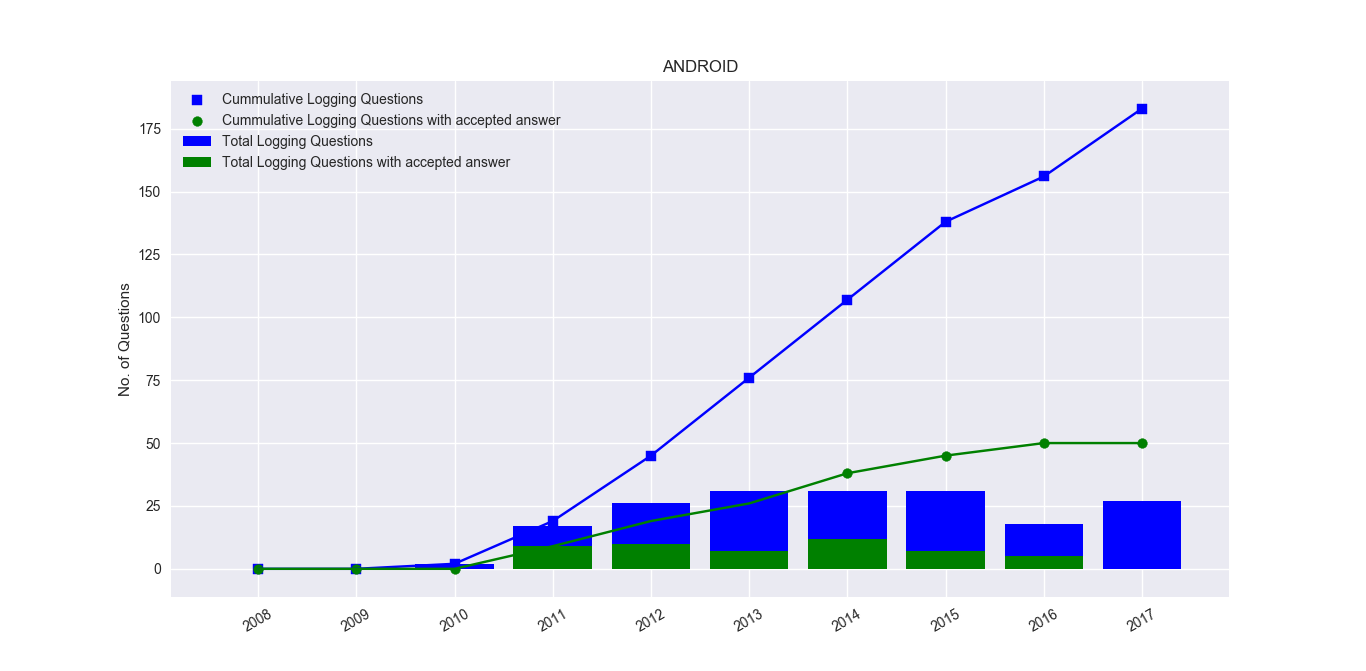 ANDROID
Cummulative Logging Questions
Cummulative Logging Questions with accepted answer
Total Logging Questions
Total Logging Questions with accepted answer
175
150
125
100
75
50
25
0
No. of Questions
2008 2009 2010 2011 2012 2013 2014 2015 2016 2017